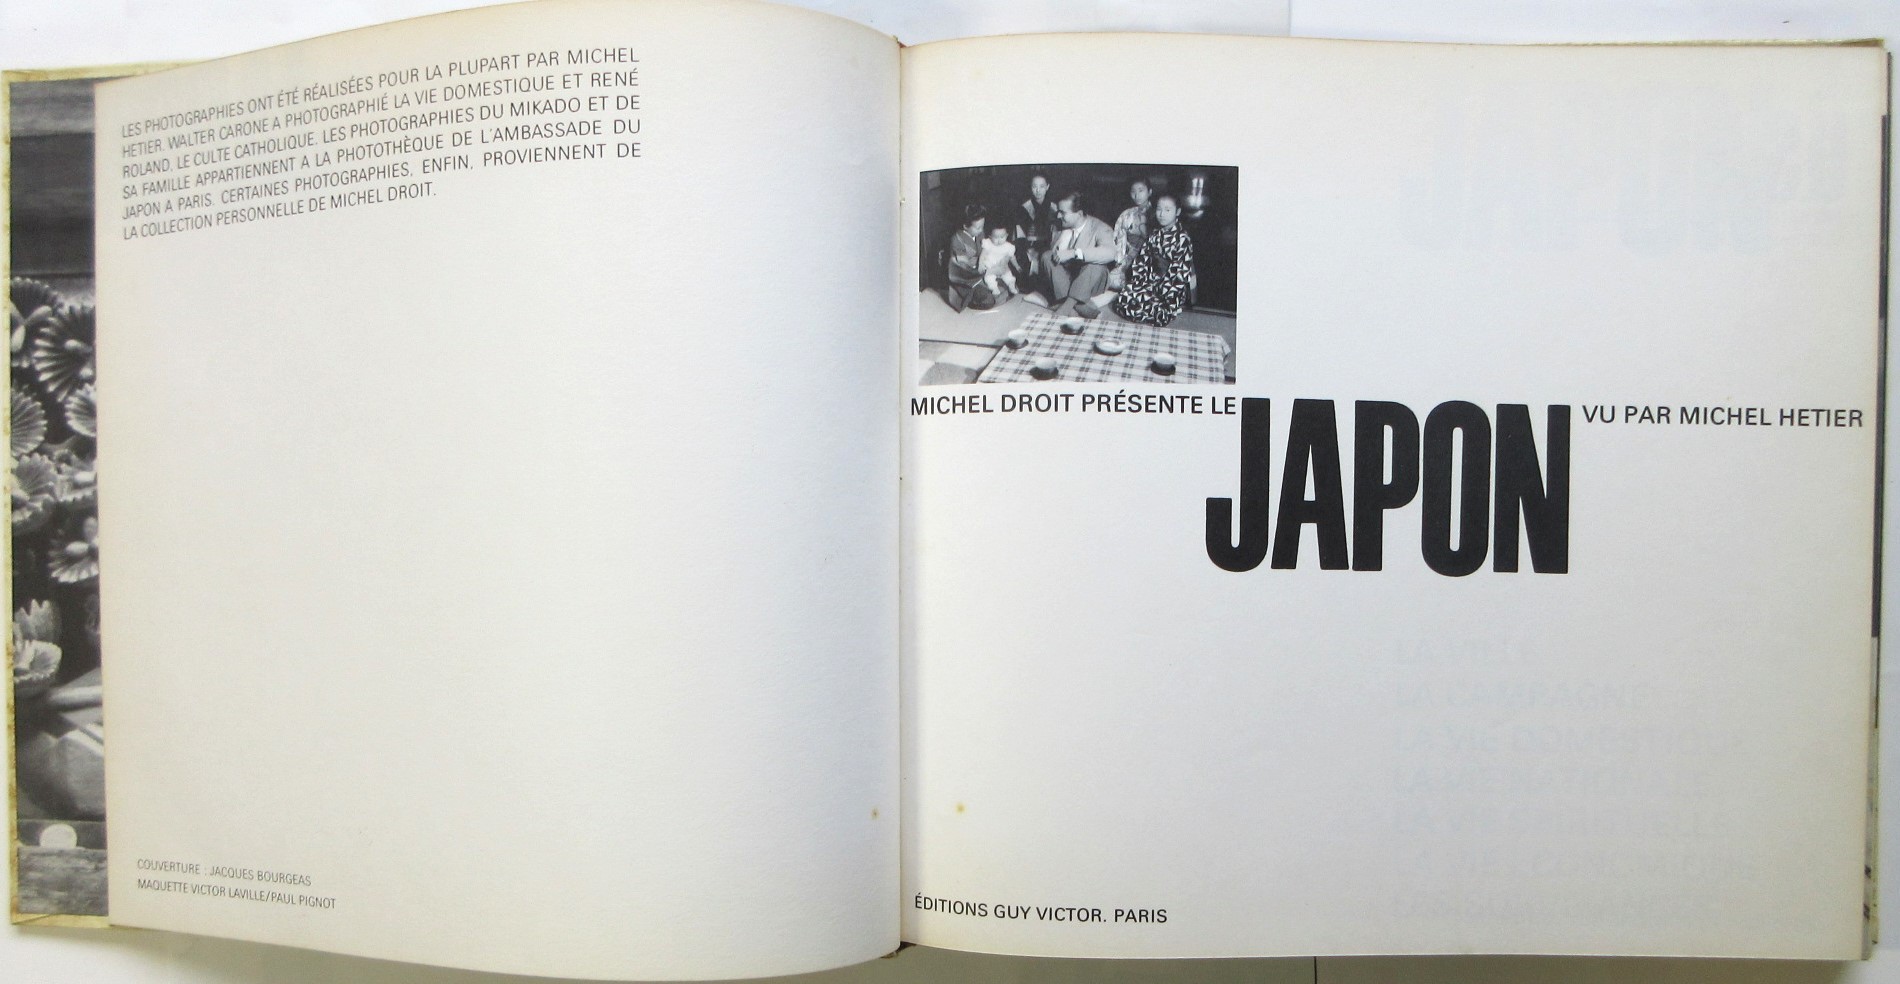 LES PHOTOGRAPHIES ONT ÉTÉ RÉALISÉES POUR LA PLUPART PAR MICHEL
HETIER. WALTER CARONE A PHOTOGRAPHIÉ LA VIE DOMESTIQUE ET RENÉ
ROLAND, LE CULTE CATHOLIQUE. LES PHOTOGRAPHIES DU MIKADO ET DE
SA FAMILLE APPARTIENNENT A LA PHOTOTHÈQUE DE L'AMBASSADE DU
JAPON A PARIS. CERTAINES PHOTOGRAPHIES, ENFIN, PROVIENNENT DE
LA COLLECTION PERSONNELLE DE MICHEL DROIT.
COUVERTURE : JACQUES BOURGEAS
MAQUETTE VICTOR LAVILLE/PAUL PIGNOT
MICHEL DROIT PRÉSENTE LE JAPON VU PAR MICHEL HETIER
ÉDITIONS GUY VICTOR. PARIS